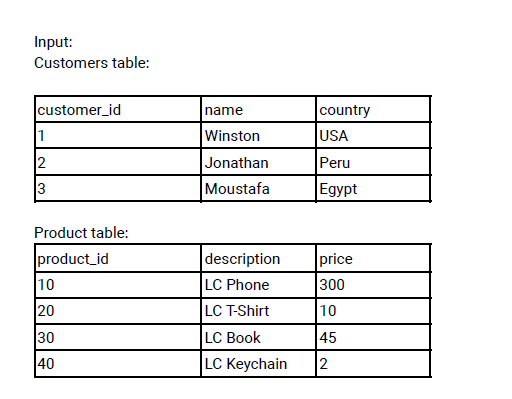 Input:
Customers table:
customer_id name country
1 Winston USA
2 Jonathan Peru
3 Moustafa Egypt
Product table:
product_id description price
10 LC Phone 300
20 LC T-Shirt 10
30 LC Book 45
40 LC Keychain 2